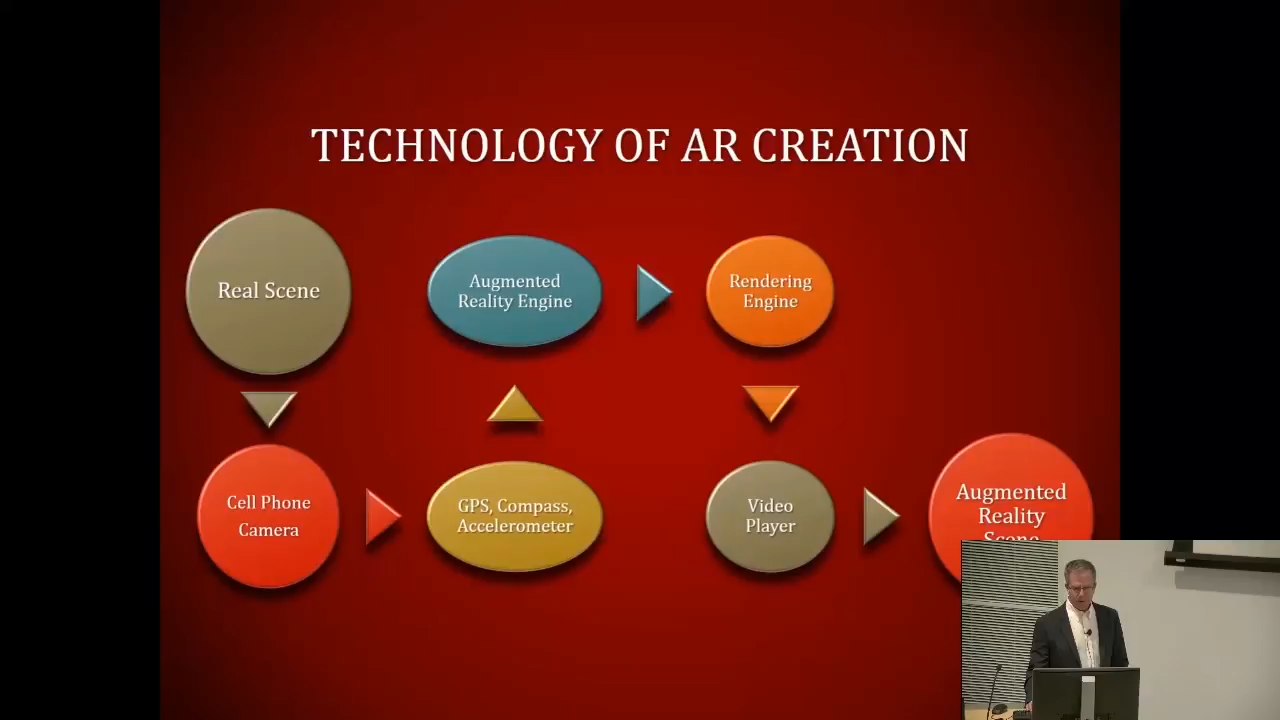 TECHNOLOGY OF AR CREATION
Real Scene
Cell Phone
Camera
GPS, Compass,
Accelerometer
Augmented
Reality Engine
Rendering
Engine
Video
Player
Augmented
Reality
Scene